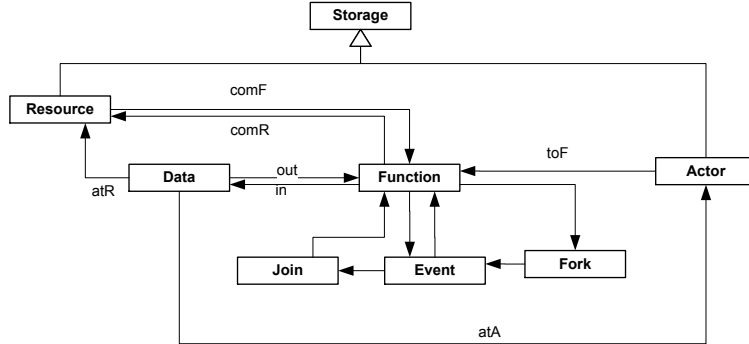 Storage
comF
Resource
comR
toF
Data
out
Function
Actor
atR
in
Join
Event
Fork
atA